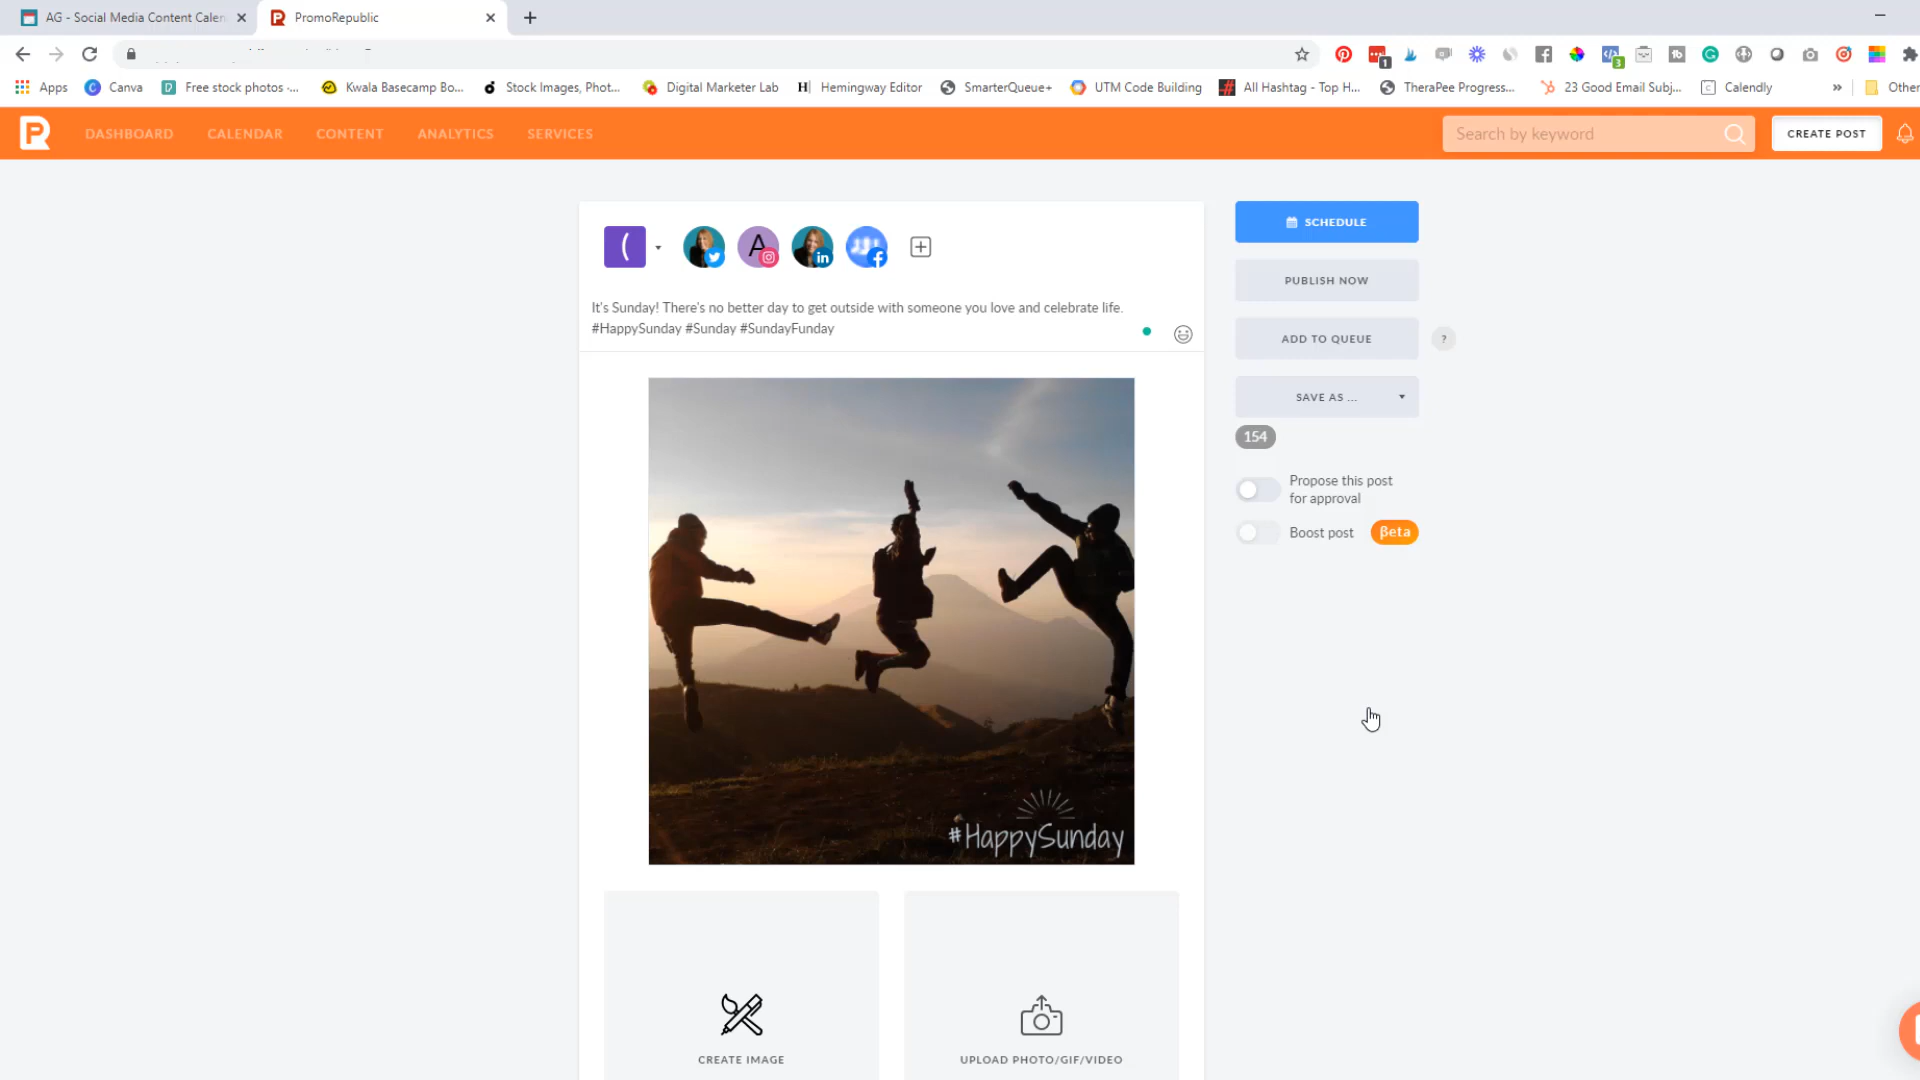 AG - Social Media Content Calen
PromoRepublic
1
3
Apps
Canva
Free stock photos -...
Kwala Basecamp Bo...
Stock Images, Phot...
Digital Marketer Lab
Hemingway Editor
SmarterQueue+
UTM Code Building
All Hashtag - Top H...
TheraPee Progress...
23 Good Email Subj...
Calendly
»
Other
DASHBOARD
CALENDAR
CONTENT
ANALYTICS
SERVICES
Search by keyword
CREATE POST
(
A
in
SCHEDULE
PUBLISH NOW
ADD TO QUEUE
?
SAVE AS ...
154
Propose this post
for approval
Boost post
βeta
It's Sunday! There's no better day to get outside with someone you love and celebrate life.
#HappySunday #Sunday #SundayFunday
#HappySunday
CREATE IMAGE
UPLOAD PHOTO/GIF/VIDEO